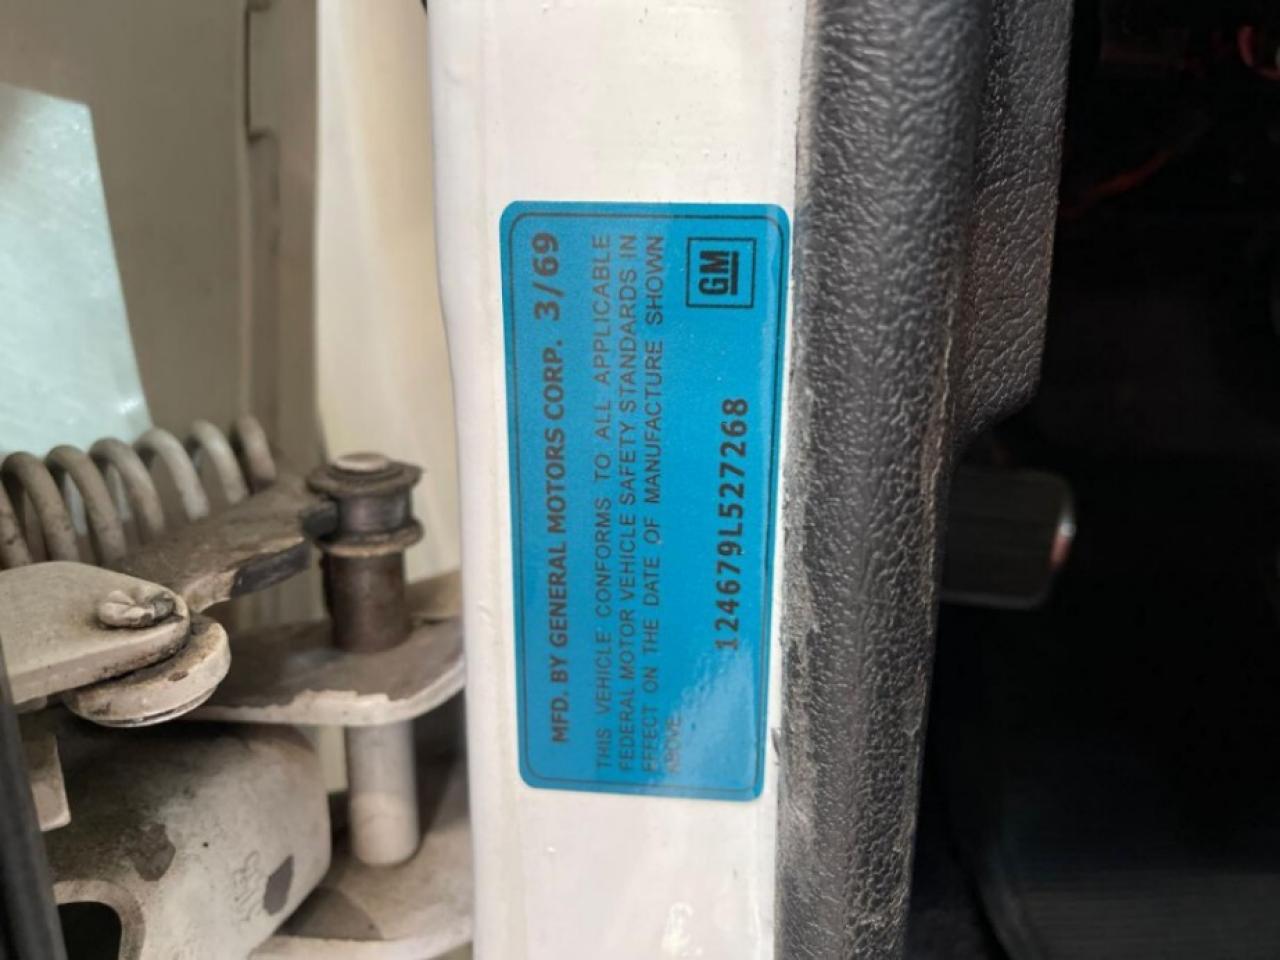 MFD. BY GENERAL MOTORS CORP. 3/69
THIS VEHICLE CONFORMS TO ALL APPLICABLE
FEDERAL MOTOR VEHICLE SAFETY STANDARDS IN
EFFECT ON THE DATE OF MANUFACTURE SHOWN
ABOVE
124679L527268
GM